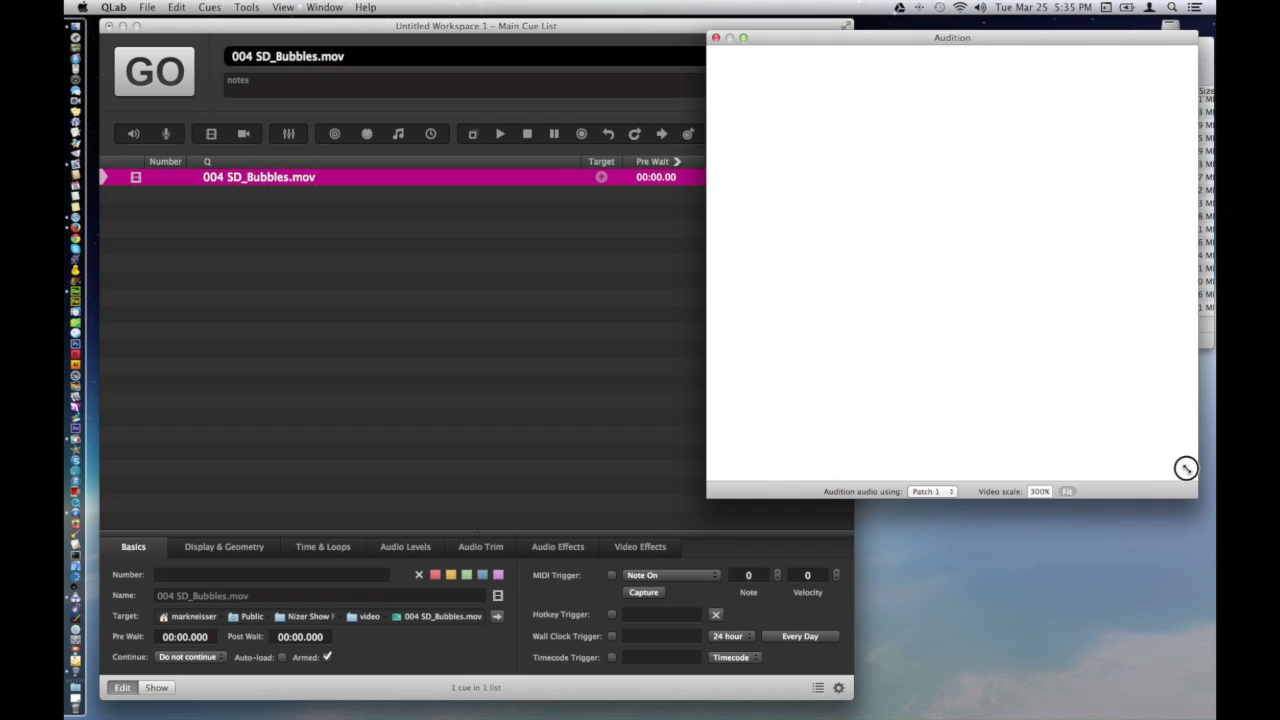 QLab File Edit Cues Tools View Window Help Tue Mar 25 5:35 PM
Untitled Workspace 1 - Main Cue List
Audition
GO
004 SD_Bubbles.mov
notes
Size
Number Q Target Pre Wait
004 SD_Bubbles.mov 00:00.00
Audition audio using: Patch 1 Video scale: 300% Fit
Basics Display & Geometry Time & Loops Audio Levels Audio Trim Audio Effects Video Effects
Number:
Name: 004 SD_Bubbles.mov
Target: markneisser Public Nizer Show video 004 SD_Bubbles.mov
Pre Wait: 00:00.000 Post Wait: 00:00.000
Continue: Do not continue Auto-load: Armed:
MIDI Trigger: Note On 0 0
Capture Note Velocity
Hotkey Trigger:
Wall Clock Trigger: 24 hour Every Day
Timecode Trigger: Timecode
Edit Show 1 cue in 1 list